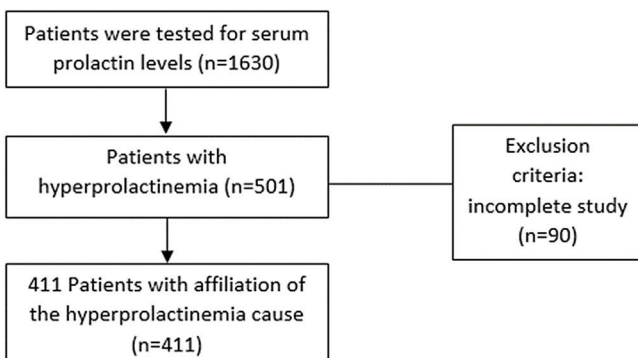 Patients were tested for serum
prolactin levels (n=1630)
Patients with
hyperprolactinemia (n=501)
Exclusion
criteria:
incomplete study
(n=90)
411 Patients with affiliation of
the hyperprolactinemia cause
(n=411)